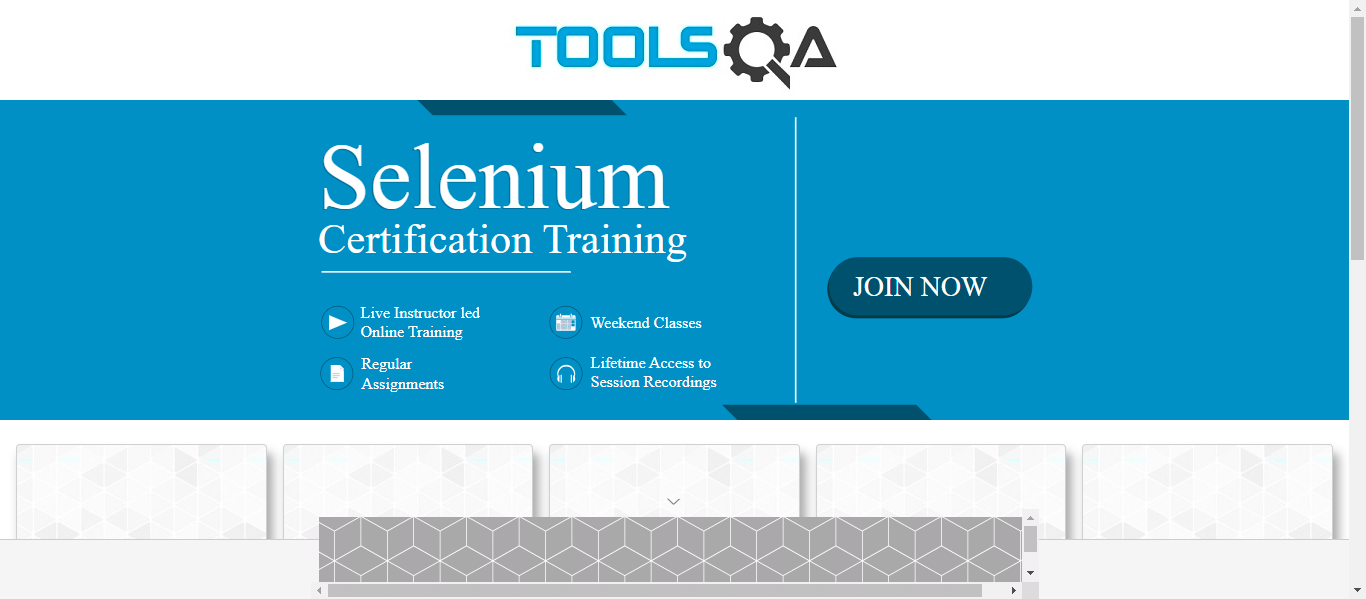 TOOLSQA
Selenium
Certification Training
JOIN NOW
Live Instructor led
Online Training
Weekend Classes
Regular
Assignments
Lifetime Access to
Session Recordings